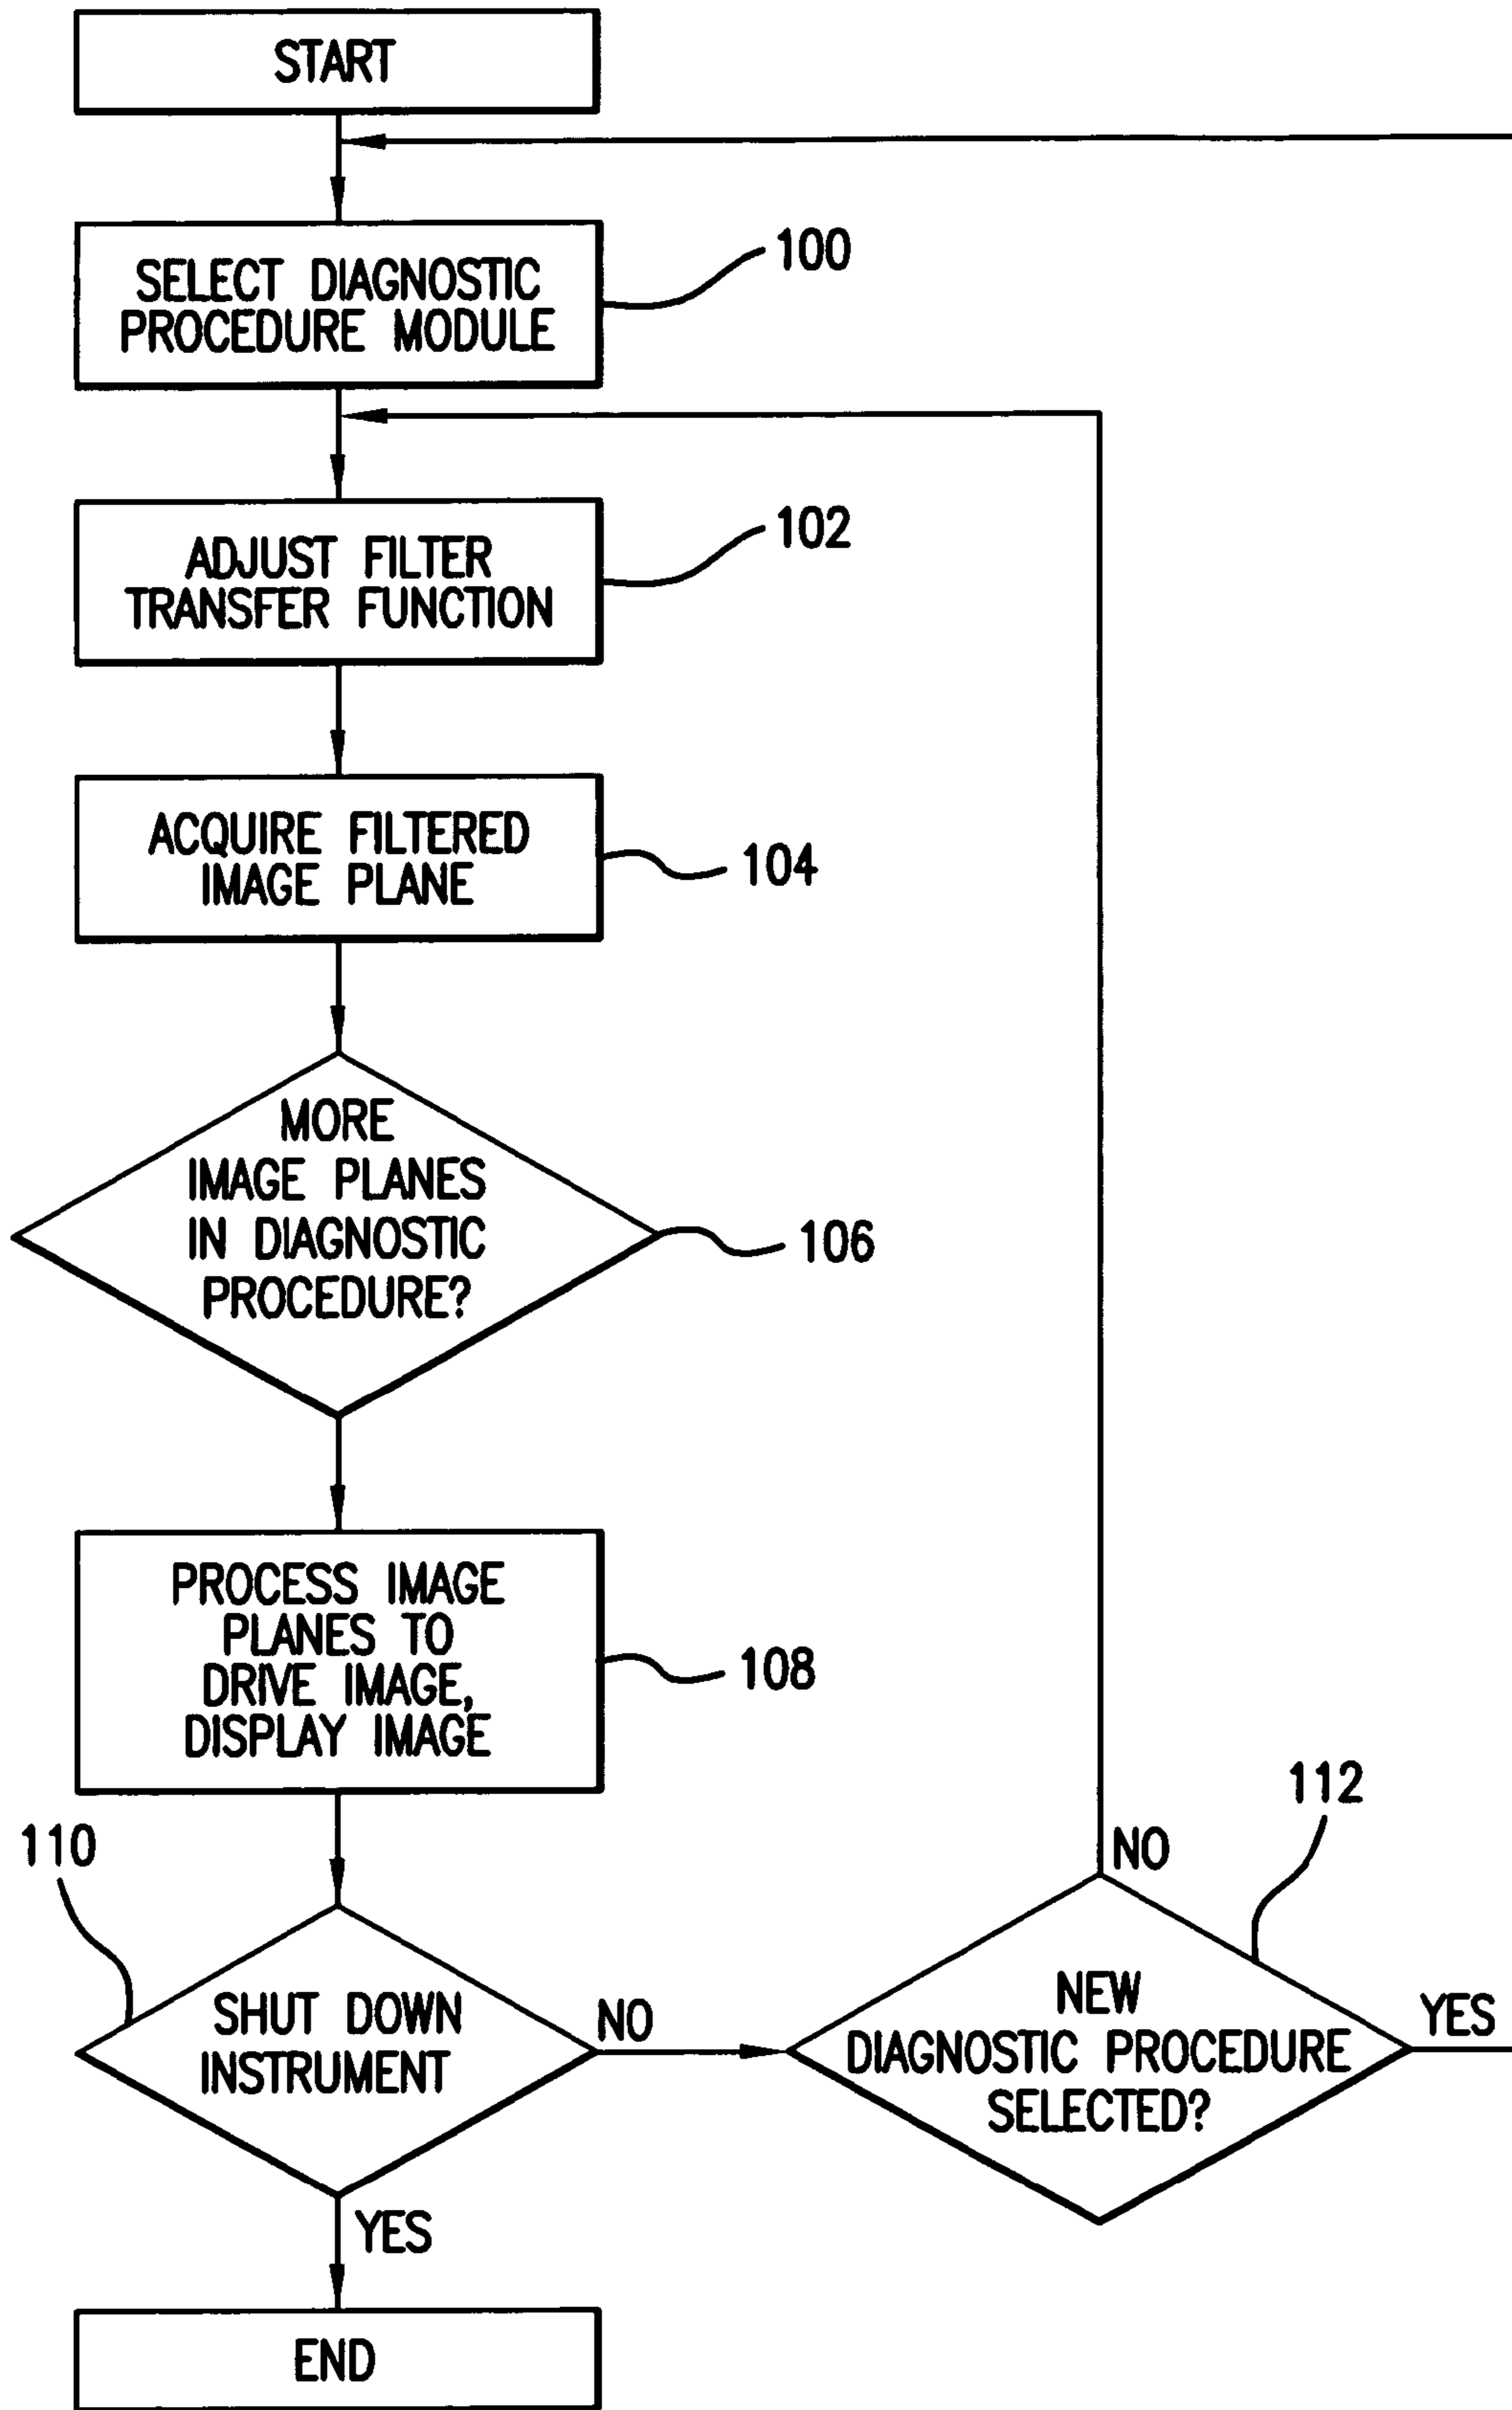 START
SELECT DIAGNOSTIC
PROCEDURE MODULE
100
ADJUST FILTER
TRANSFER FUNCTION
102
ACQUIRE FILTERED
IMAGE PLANE
104
MORE
IMAGE PLANES
IN DIAGNOSTIC
PROCEDURE?
106
PROCESS IMAGE
PLANES TO
DRIVE IMAGE,
DISPLAY IMAGE
108
110
SHUT DOWN
INSTRUMENT
NO
YES
112
NO
NEW
DIAGNOSTIC PROCEDURE
SELECTED?
YES
END